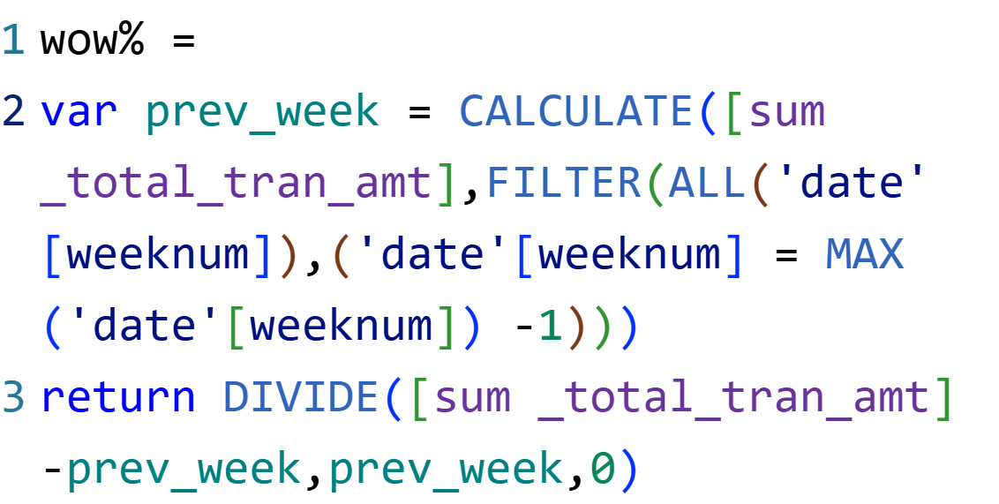 1 wow% =
2 var prev_week = CALCULATE([sum
_total_tran_amt],FILTER(ALL('date'
[weeknum]),('date'[weeknum] = MAX
('date'[weeknum]) -1)))
3 return DIVIDE([sum _total_tran_amt]
-prev_week,prev_week,0)